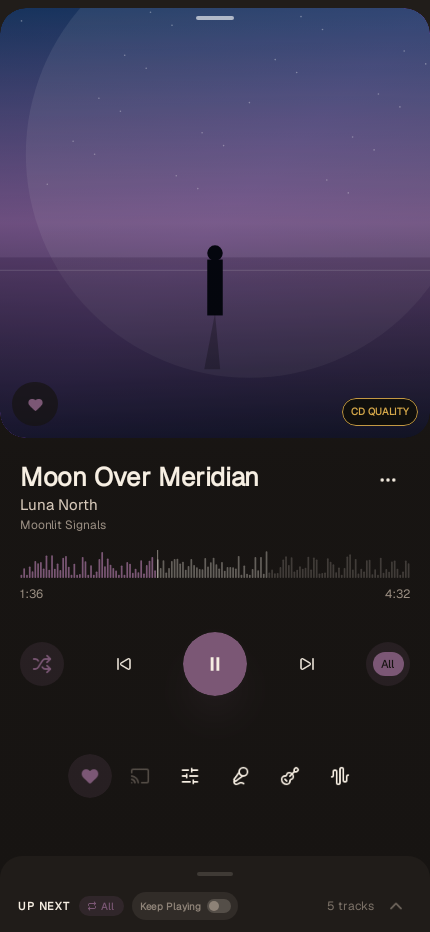 CD QUALITY
Moon Over Meridian
Luna North
Moonlit Signals
1:36 4:32
All
UP NEXT All Keep Playing 5 tracks